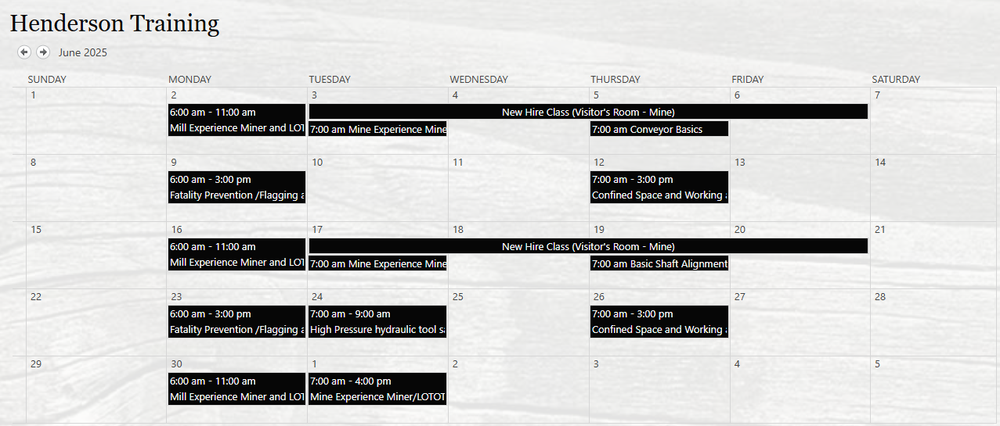 Henderson Training
June 2025
SUNDAY MONDAY TUESDAY WEDNESDAY THURSDAY FRIDAY SATURDAY
1 2 3 4 5 6 7
6:00 am - 11:00 am New Hire Class (Visitor's Room - Mine)
Mill Experience Miner and LOT 7:00 am Mine Experience Mine 7:00 am Conveyor Basics
8 9 10 11 12 13 14
6:00 am - 3:00 pm 7:00 am - 3:00 pm
Fatality Prevention /Flagging a Confined Space and Working a
15 16 17 18 19 20 21
6:00 am - 11:00 am New Hire Class (Visitor's Room - Mine)
Mill Experience Miner and LOT 7:00 am Mine Experience Mine 7:00 am Basic Shaft Alignment
22 23 24 25 26 27 28
6:00 am - 3:00 pm 7:00 am - 9:00 am 7:00 am - 3:00 pm
Fatality Prevention /Flagging a High Pressure hydraulic tool sa Confined Space and Working a
29 30 1 2 3 4 5
6:00 am - 11:00 am 7:00 am - 4:00 pm
Mill Experience Miner and LOT Mine Experience Miner/LOTOT